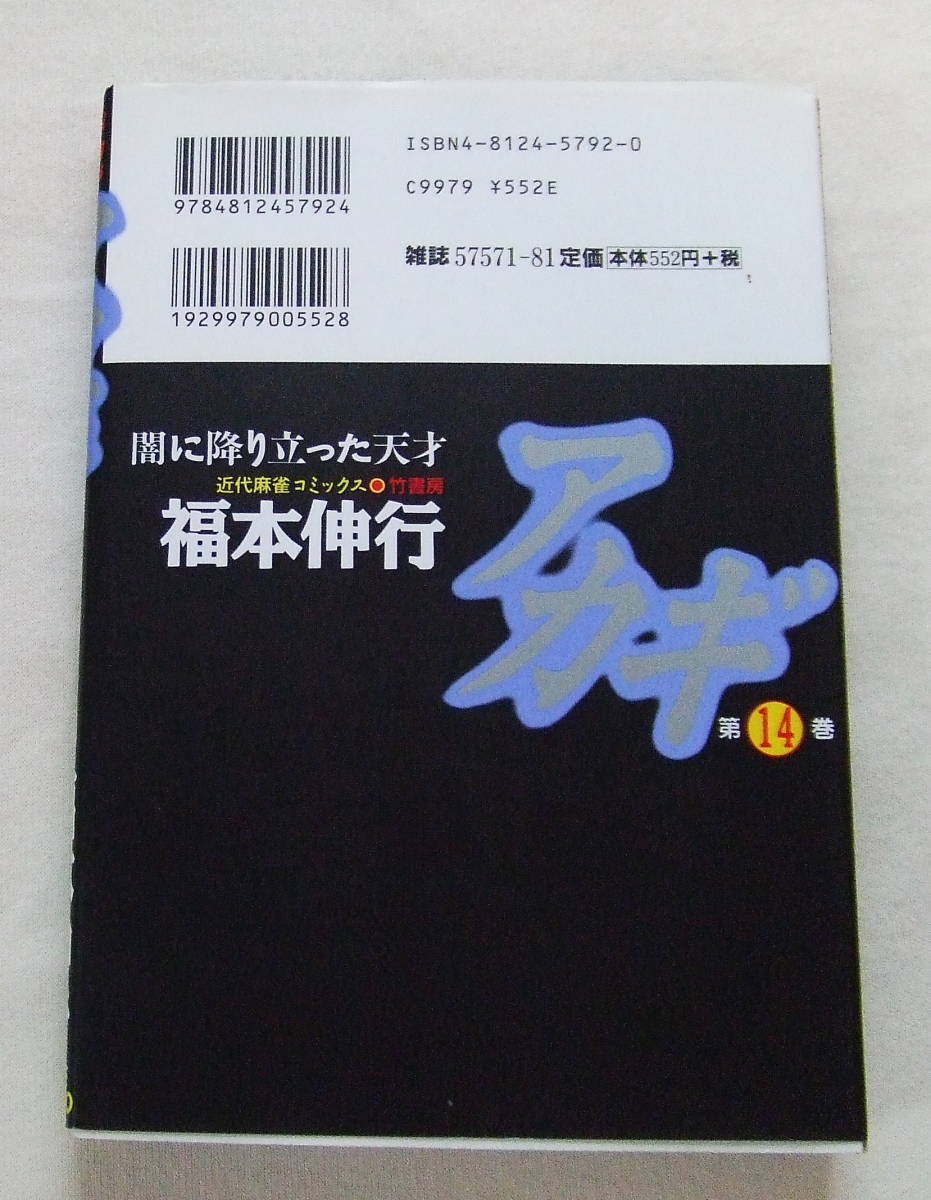 ISBN4-8124-5792-0
C9979 ¥552E
9784812457924
雑誌 57571-81 定価 本体552円+税
1929979005528
闇に降り立った天才
近代麻雀コミックス●竹書房
福本伸行
アカギ
第14巻